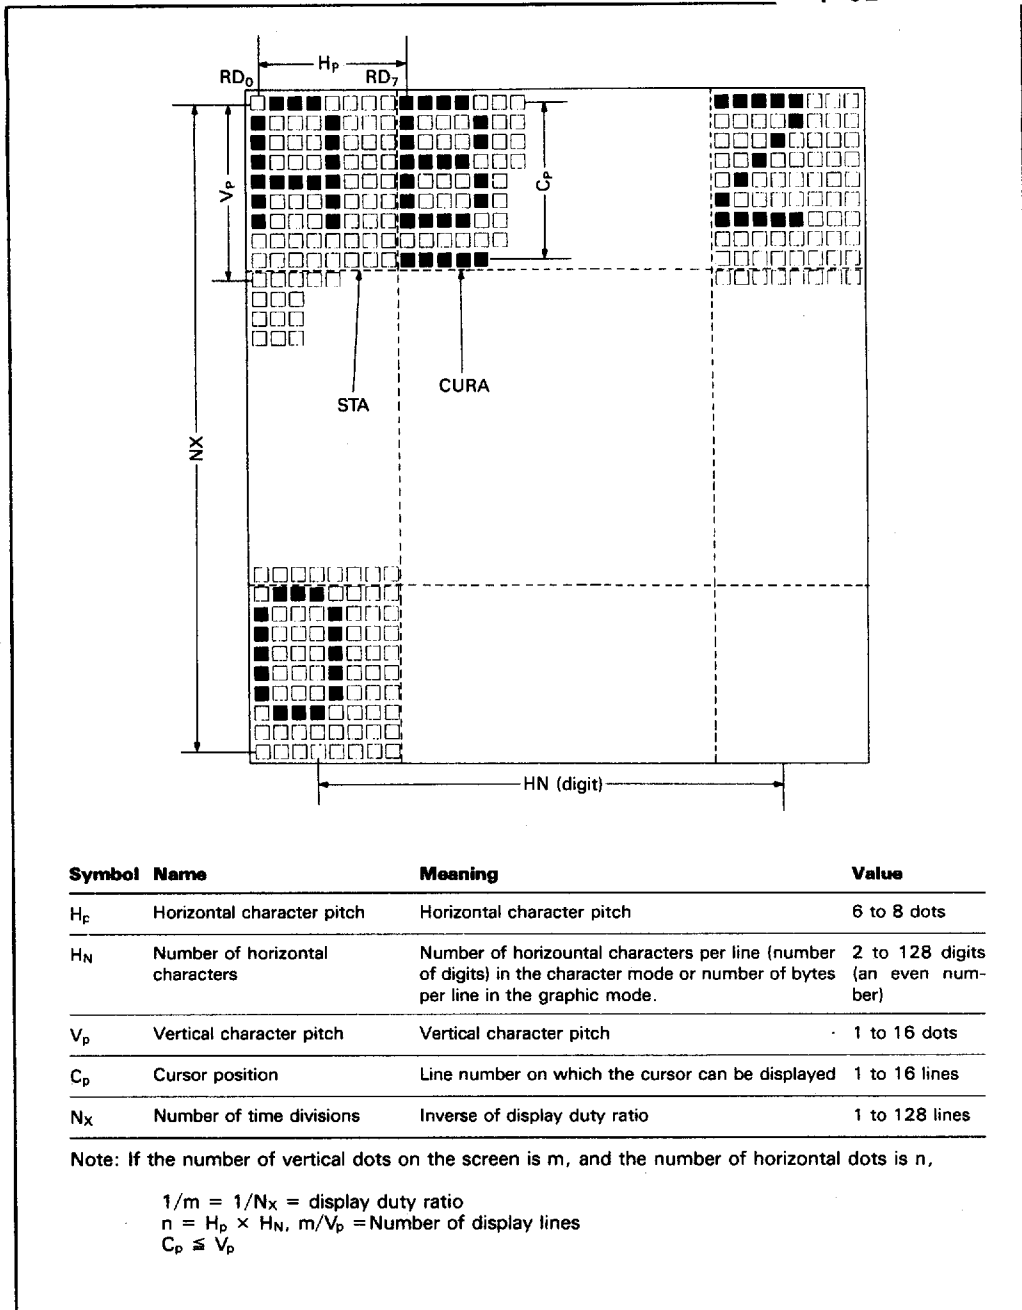 Hp
RD0 RD7
Vp
Cp
NX
STA
CURA
HN (digit)
Symbol Name Meaning Value
Hp Horizontal character pitch Horizontal character pitch 6 to 8 dots
HN Number of horizontal characters Number of horizountal characters per line (number of digits) in the character mode or number of bytes per line in the graphic mode. 2 to 128 digits (an even num-ber)
Vp Vertical character pitch Vertical character pitch 1 to 16 dots
Cp Cursor position Line number on which the cursor can be displayed 1 to 16 lines
NX Number of time divisions Inverse of display duty ratio 1 to 128 lines
Note: If the number of vertical dots on the screen is m, and the number of horizontal dots is n,
1/m = 1/NX = display duty ratio
n = Hp × HN, m/Vp = Number of display lines
Cp ≦ Vp